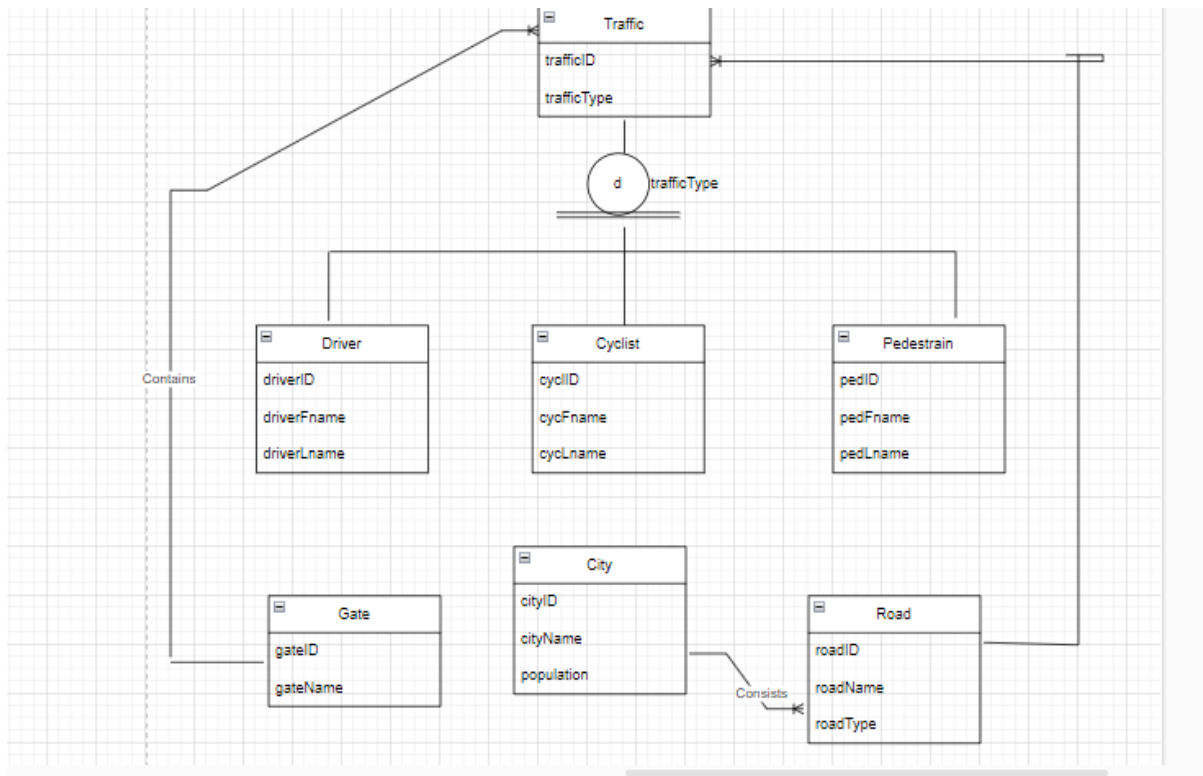 Traffic
trafficID
trafficType
d
trafficType
Driver
driverID
driverFname
driverLname
Cyclist
cyclID
cycFname
cycLname
Pedestrain
pedID
pedFname
pedLname
Contains
Gate
gateID
gateName
City
cityID
cityName
population
Consists
Road
roadID
roadName
roadType